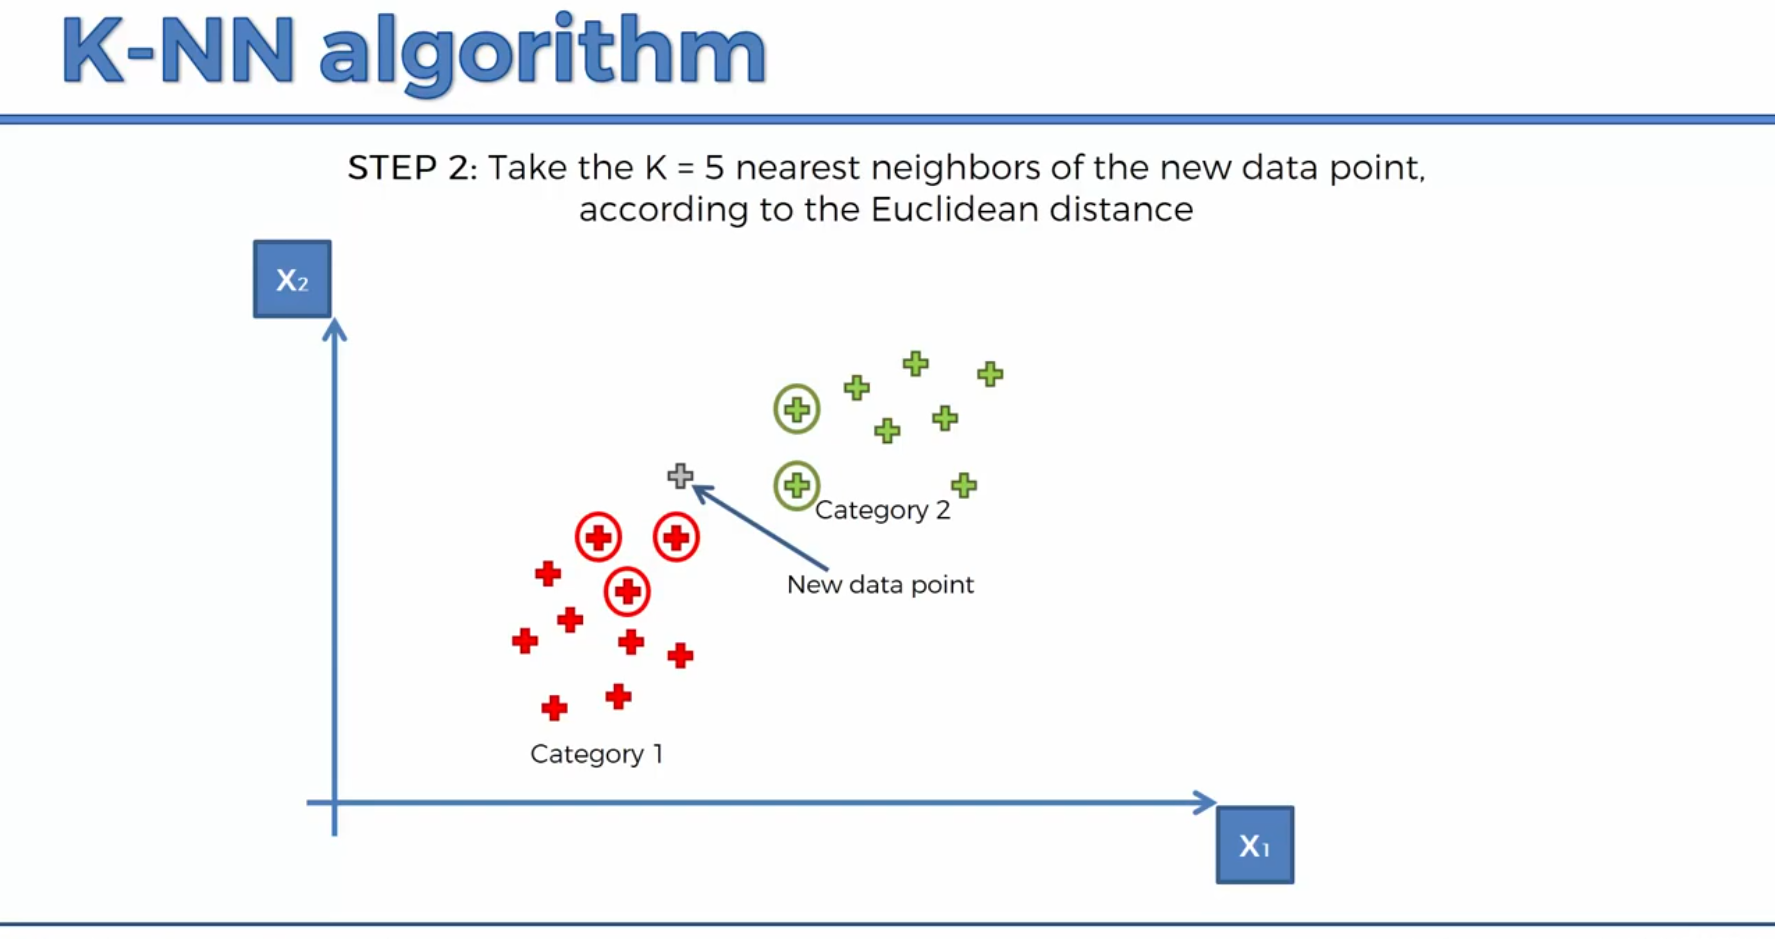 K-NN algorithm
STEP 2: Take the K = 5 nearest neighbors of the new data point,
according to the Euclidean distance
X2
Category 2
New data point
Category 1
X1